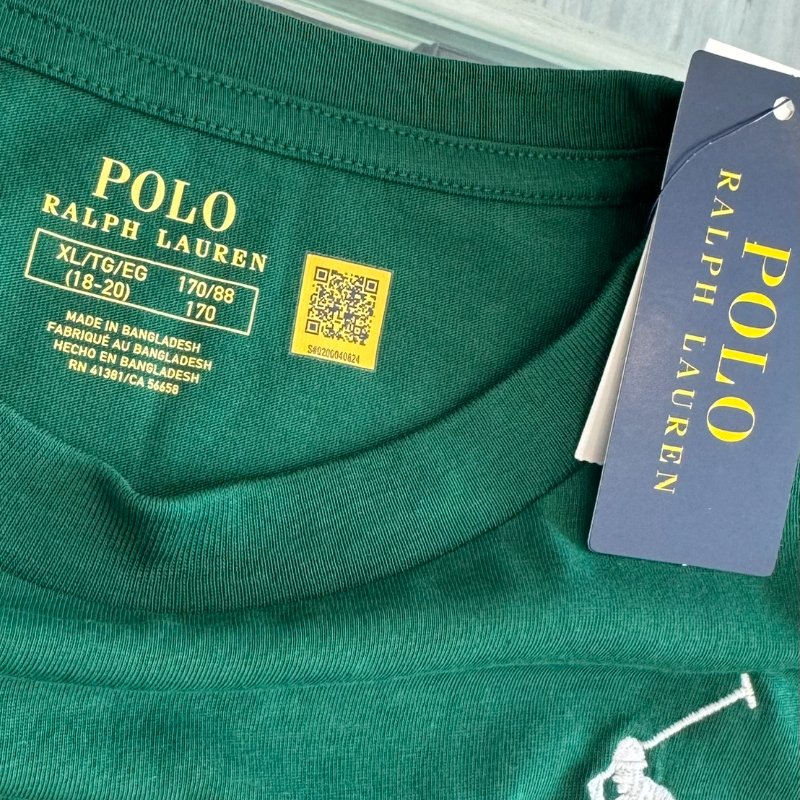 POLO
RALPH LAUREN
XL/TG/EG 170/88
(18-20) 170
MADE IN BANGLADESH
FABRIQUÉ AU BANGLADESH
HECHO EN BANGLADESH
RN 41381/CA 56658
S#0200040624
POLO
RALPH LAUREN